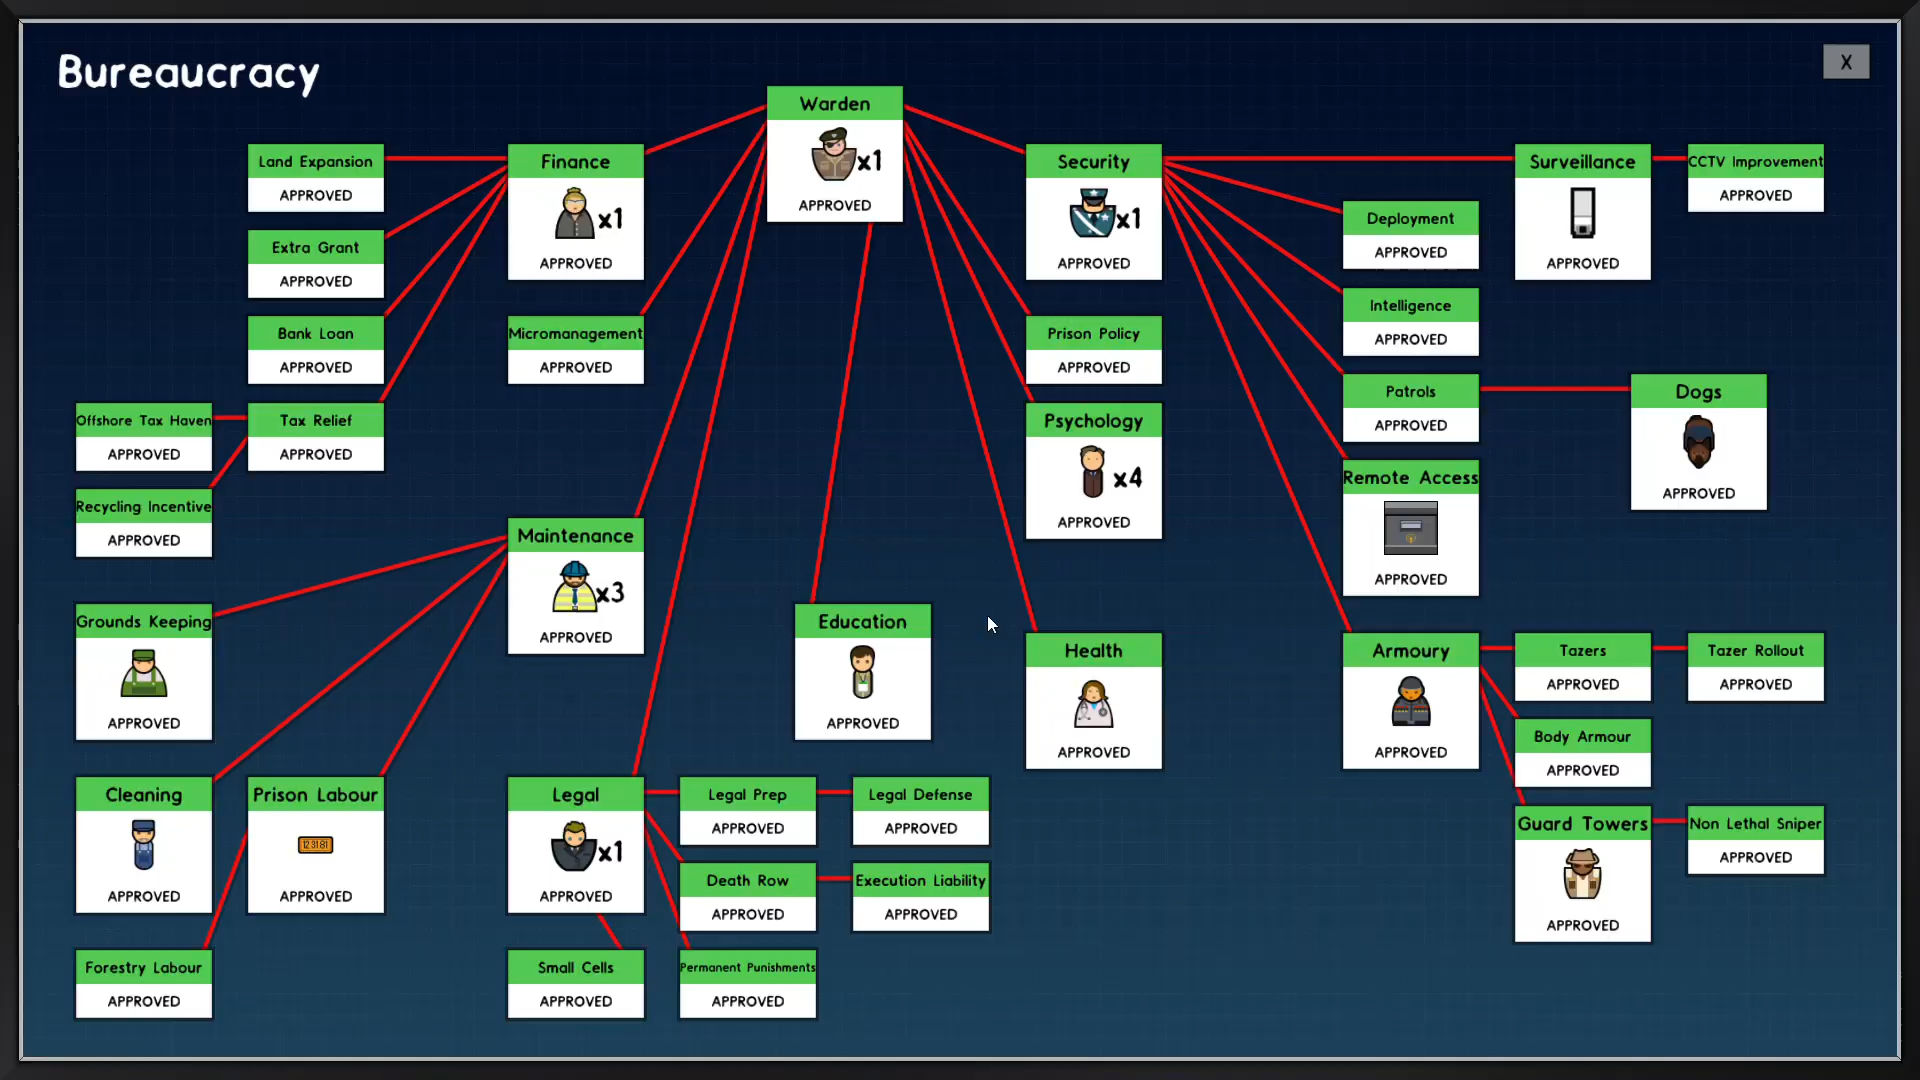 Bureaucracy
X
Warden
x1
APPROVED
Land Expansion
APPROVED
Finance
x1
APPROVED
Security
x1
APPROVED
Surveillance
APPROVED
CCTV Improvement
APPROVED
Extra Grant
APPROVED
Deployment
APPROVED
Bank Loan
APPROVED
Micromanagement
APPROVED
Prison Policy
APPROVED
Intelligence
APPROVED
Offshore Tax Haven
APPROVED
Tax Relief
APPROVED
Psychology
x4
APPROVED
Patrols
APPROVED
Dogs
APPROVED
Recycling Incentive
APPROVED
Maintenance
x3
APPROVED
Remote Access
APPROVED
Grounds Keeping
APPROVED
Education
APPROVED
Health
APPROVED
Armoury
APPROVED
Tazers
APPROVED
Tazer Rollout
APPROVED
Body Armour
APPROVED
Cleaning
APPROVED
Prison Labour
123181
APPROVED
Legal
x1
APPROVED
Legal Prep
APPROVED
Legal Defense
APPROVED
Guard Towers
APPROVED
Non Lethal Sniper
APPROVED
Death Row
APPROVED
Execution Liability
APPROVED
Forestry Labour
APPROVED
Small Cells
APPROVED
Permanent Punishments
APPROVED